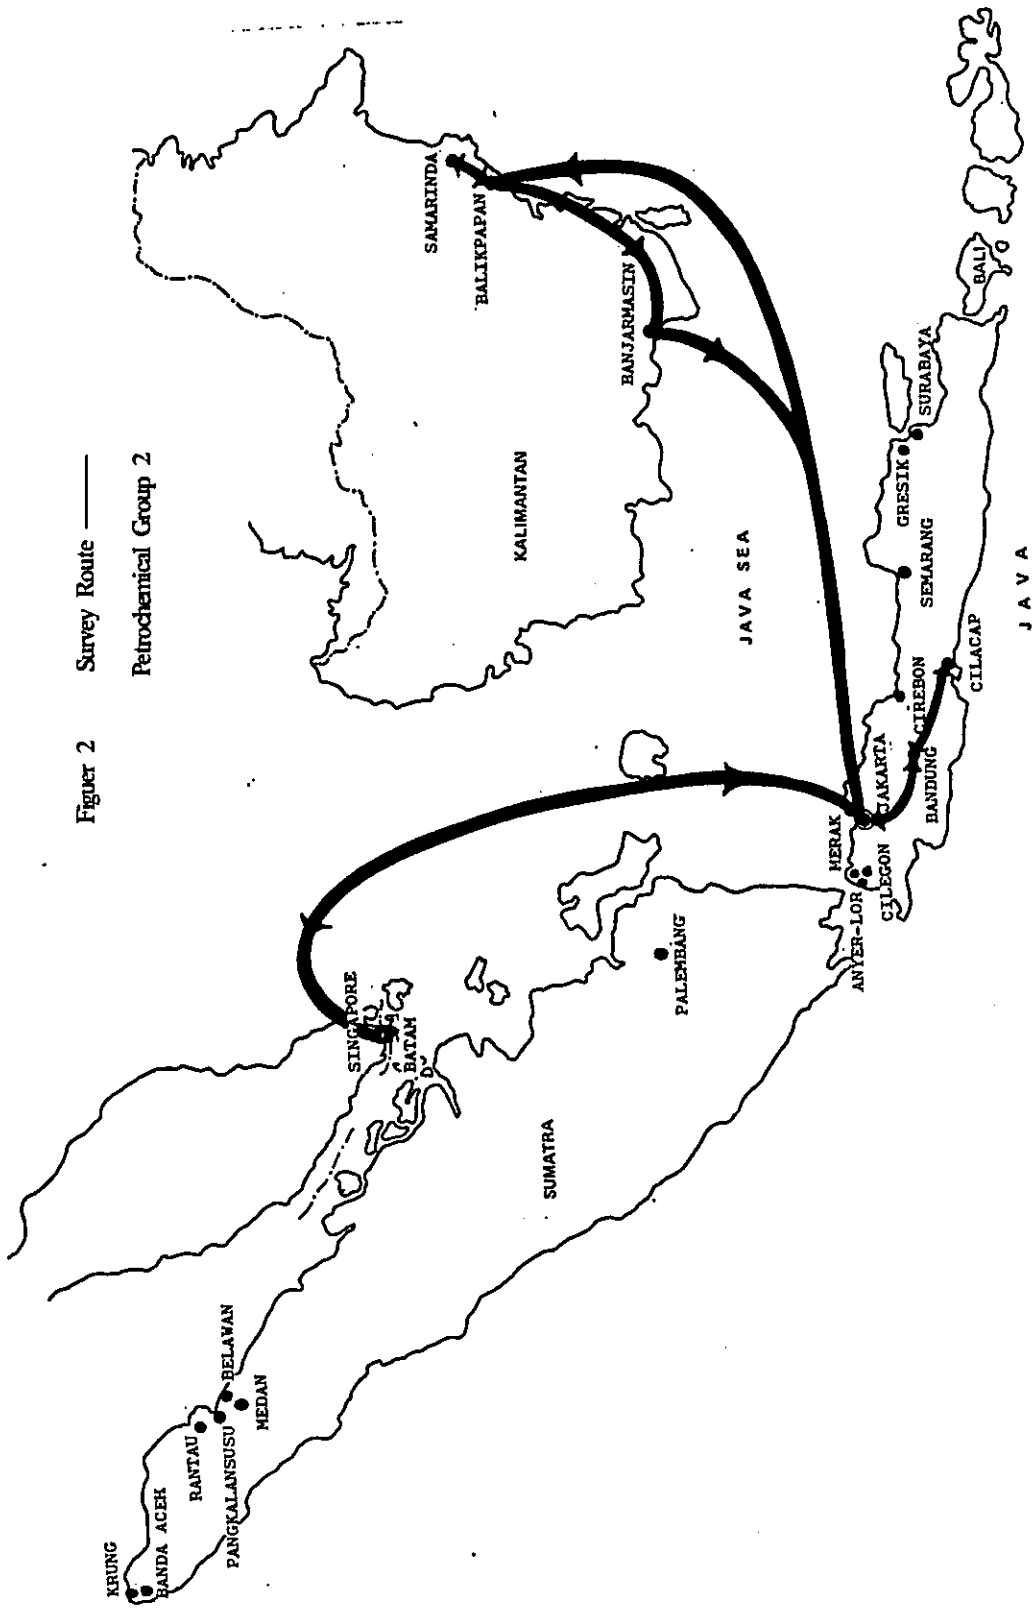 Figuer 2 Survey Route
Petrochemical Group 2
KRUNG
BANDA ACEH
RANTAU
PANGKALANSUSU
BELAWAN
MEDAN
SINGAPORE
BATAM
SUMATRA
PALEMBANG
KALIMANTAN
SAMARINDA
BALIKPAPAN
BANJARMASIN
JAVA SEA
MERAK
ANYER-LOR
CILEGON
JAKARTA
BANDUNG
CIREBON
CILACAP
SEMARANG
GRESIK
SURABAYA
BALI
JAVA